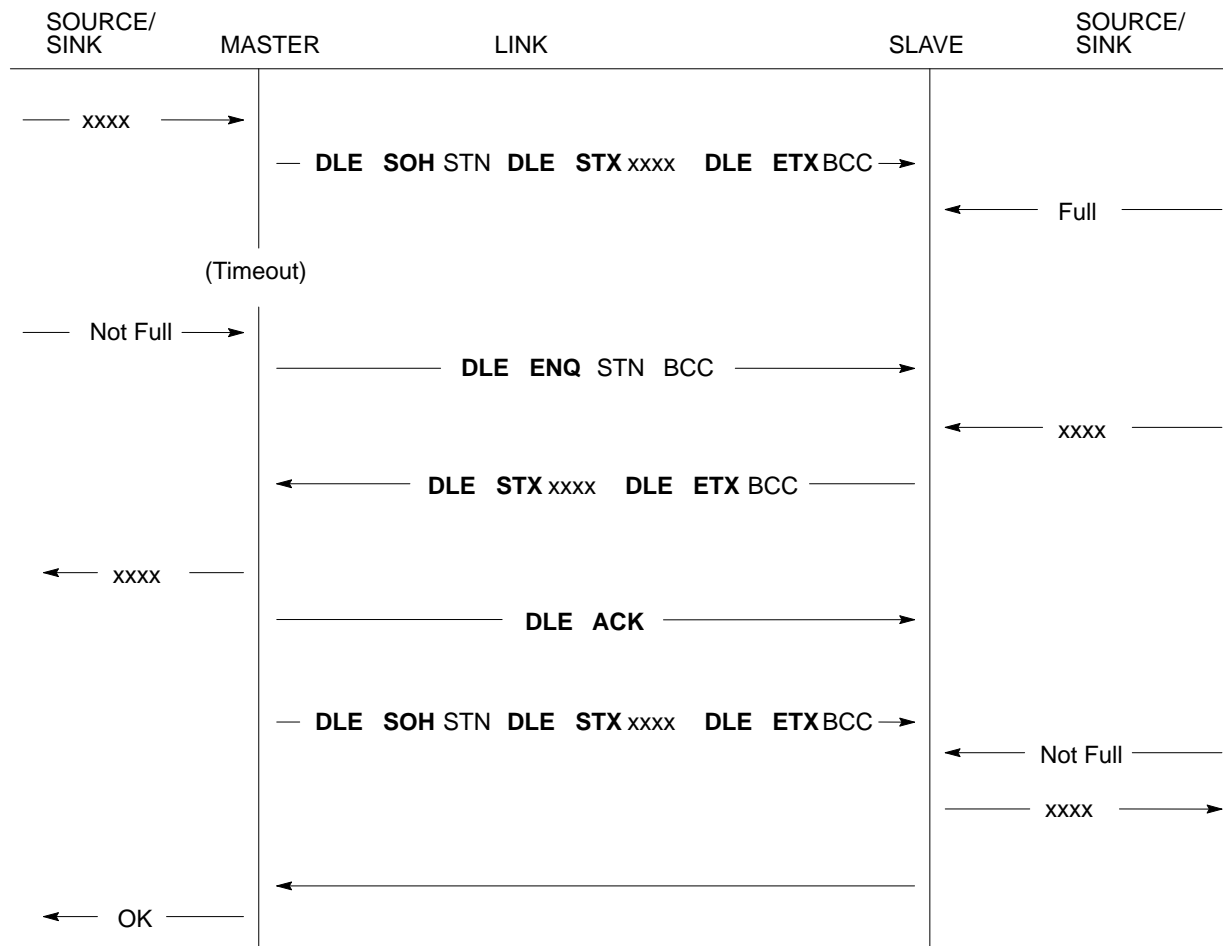 SOURCE/
SINK
MASTER
LINK
SLAVE
SOURCE/
SINK
xxxx
DLE SOH STN DLE STX xxxx DLE ETX BCC
Full
(Timeout)
Not Full
DLE ENQ STN BCC
xxxx
DLE STX xxxx DLE ETX BCC
xxxx
DLE ACK
DLE SOH STN DLE STX xxxx DLE ETX BCC
Not Full
xxxx
OK